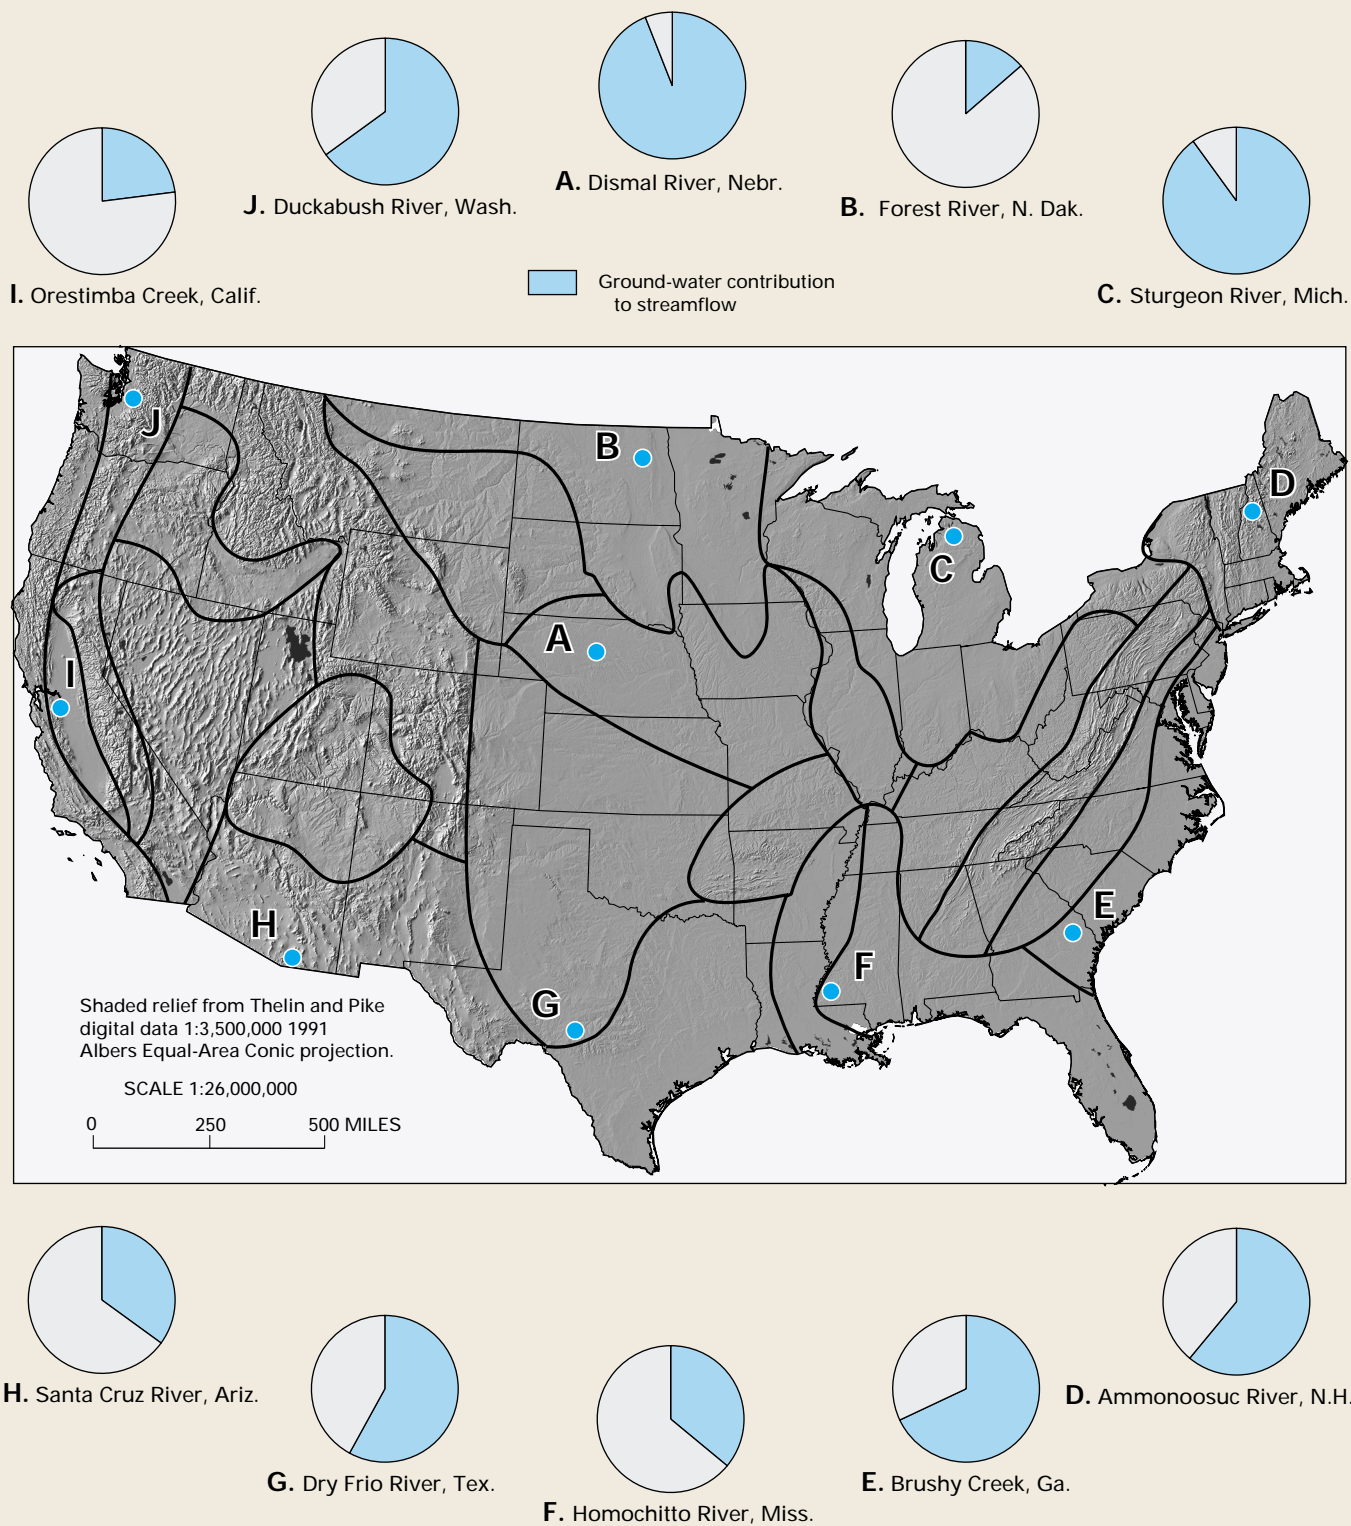 A. Dismal River, Nebr.
J. Duckabush River, Wash.
B. Forest River, N. Dak.
I. Orestimba Creek, Calif.
C. Sturgeon River, Mich.
Ground-water contribution
to streamflow
J
B
D
C
A
I
E
H
F
G
Shaded relief from Thelin and Pike
digital data 1:3,500,000 1991
Albers Equal-Area Conic projection.
SCALE 1:26,000,000
0 250 500 MILES
H. Santa Cruz River, Ariz.
D. Ammonoosuc River, N.H.
G. Dry Frio River, Tex.
E. Brushy Creek, Ga.
F. Homochitto River, Miss.